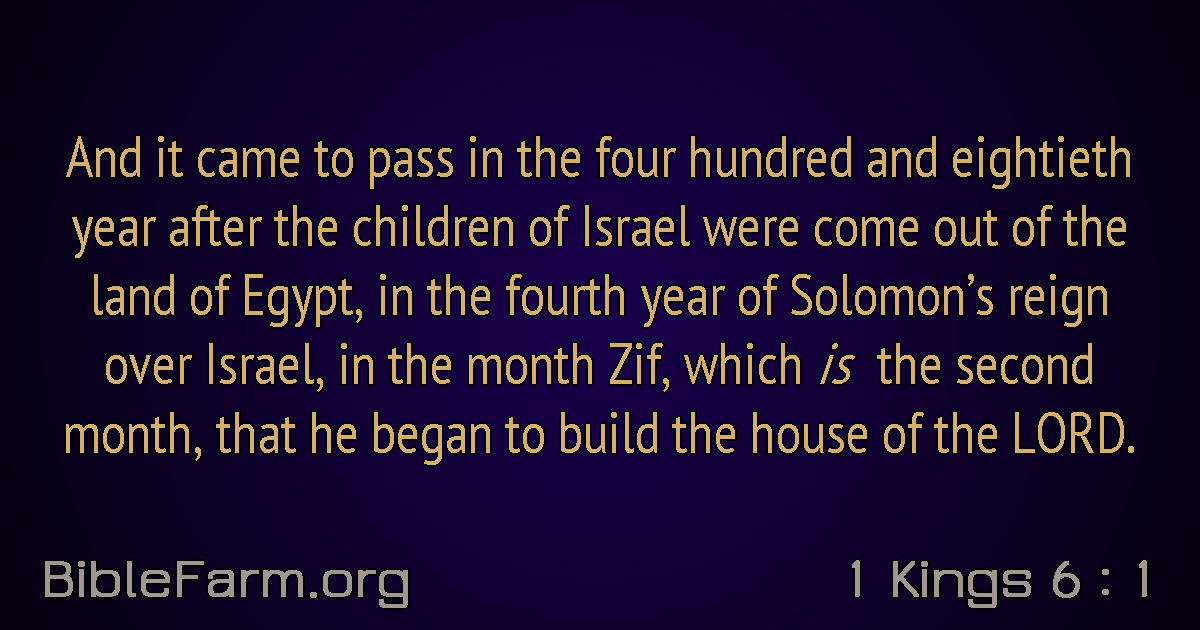 And it came to pass in the four hundred and eightieth
year after the children of Israel were come out of the
land of Egypt, in the fourth year of Solomon’s reign
over Israel, in the month Zif, which is the second
month, that he began to build the house of the LORD.
BibleFarm.org
1 Kings 6 : 1